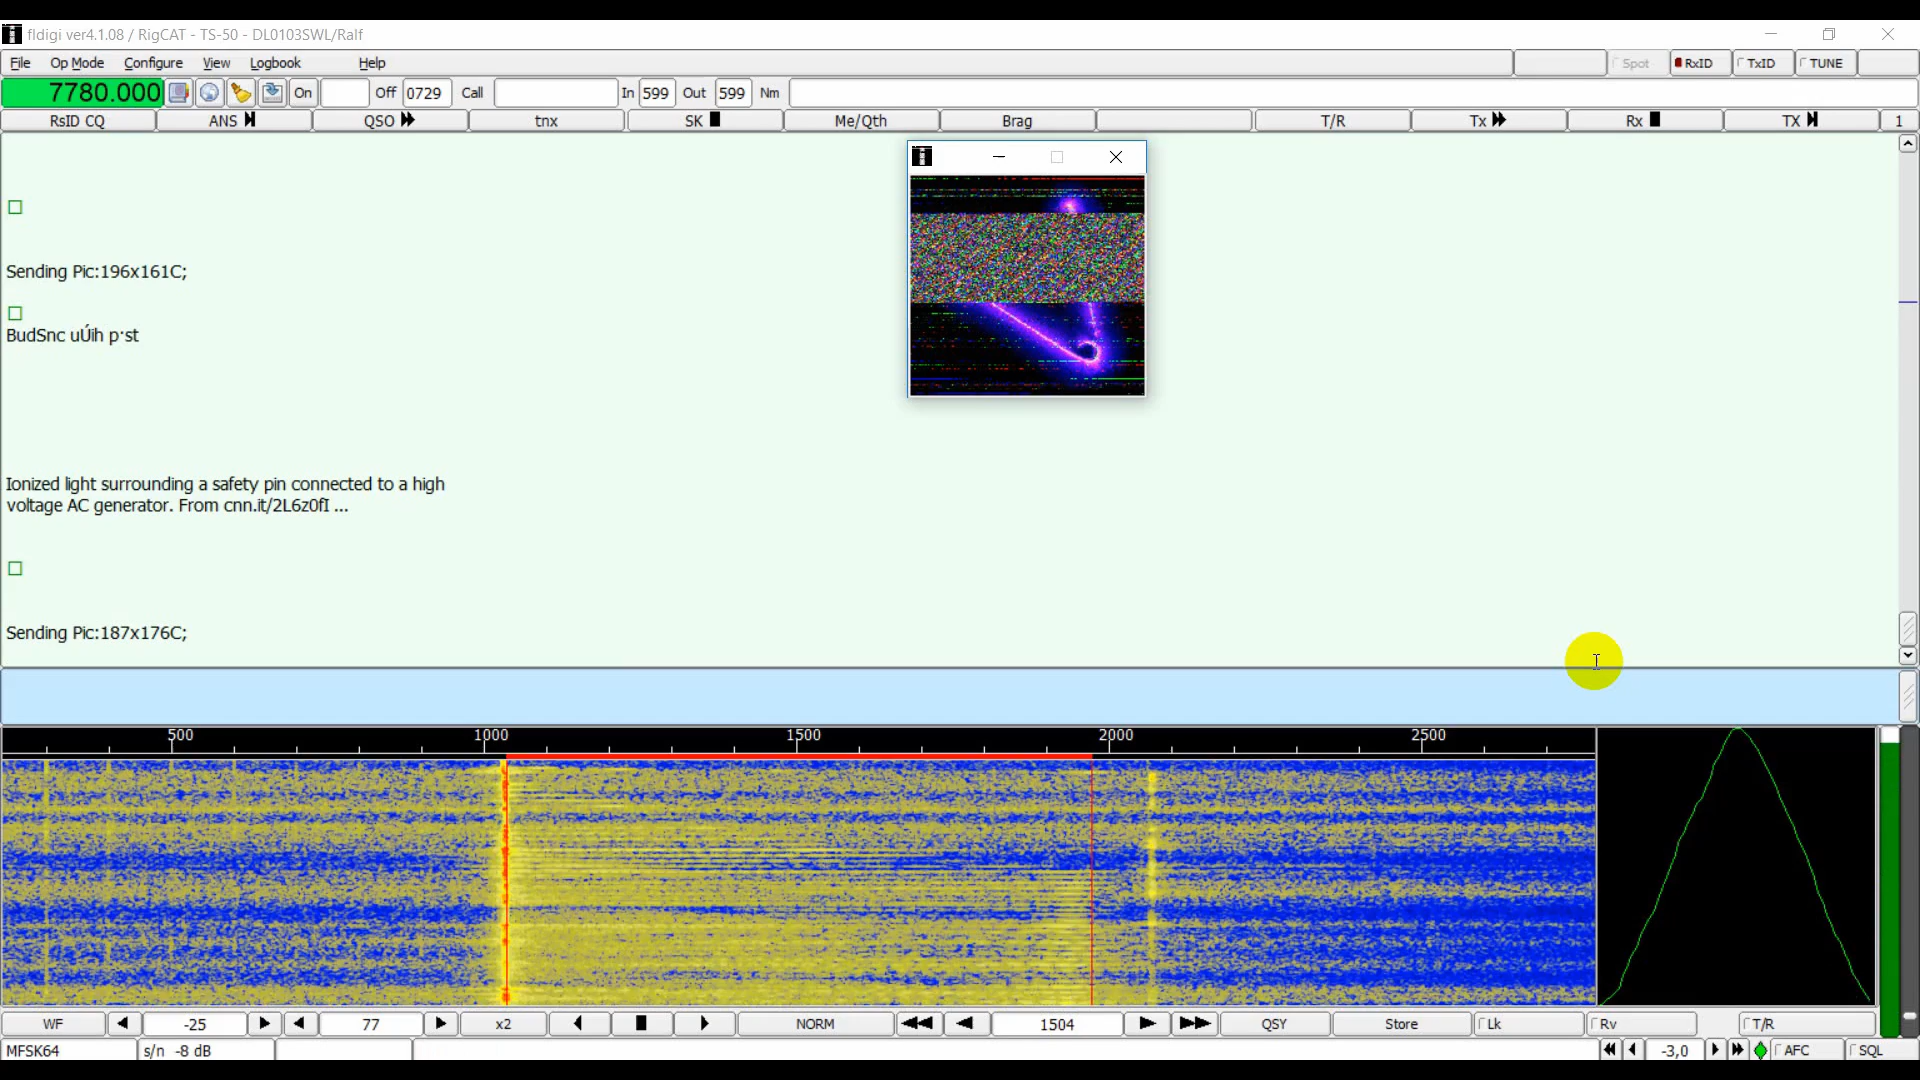 fldigi ver4.1.08 / RigCAT - TS-50 - DL0103SWL/Ralf
File Op Mode Configure View Logbook Help Spot RxID TxID TUNE
7780.000 On Off 0729 Call In 599 Out 599 Nm
RsID CQ ANS QSO tnx SK Me/Qth Brag T/R Tx Rx TX 1
Sending Pic:196x161C;
BudSnc uÚih p·st
Ionized light surrounding a safety pin connected to a high
voltage AC generator. From cnn.it/2L6z0fI ...
Sending Pic:187x176C;
500 1000 1500 2000 2500
WF -25 77 x2 NORM 1504 QSY Store Lk Rv T/R
MFSK64 s/n -8 dB -3,0 AFC SQL